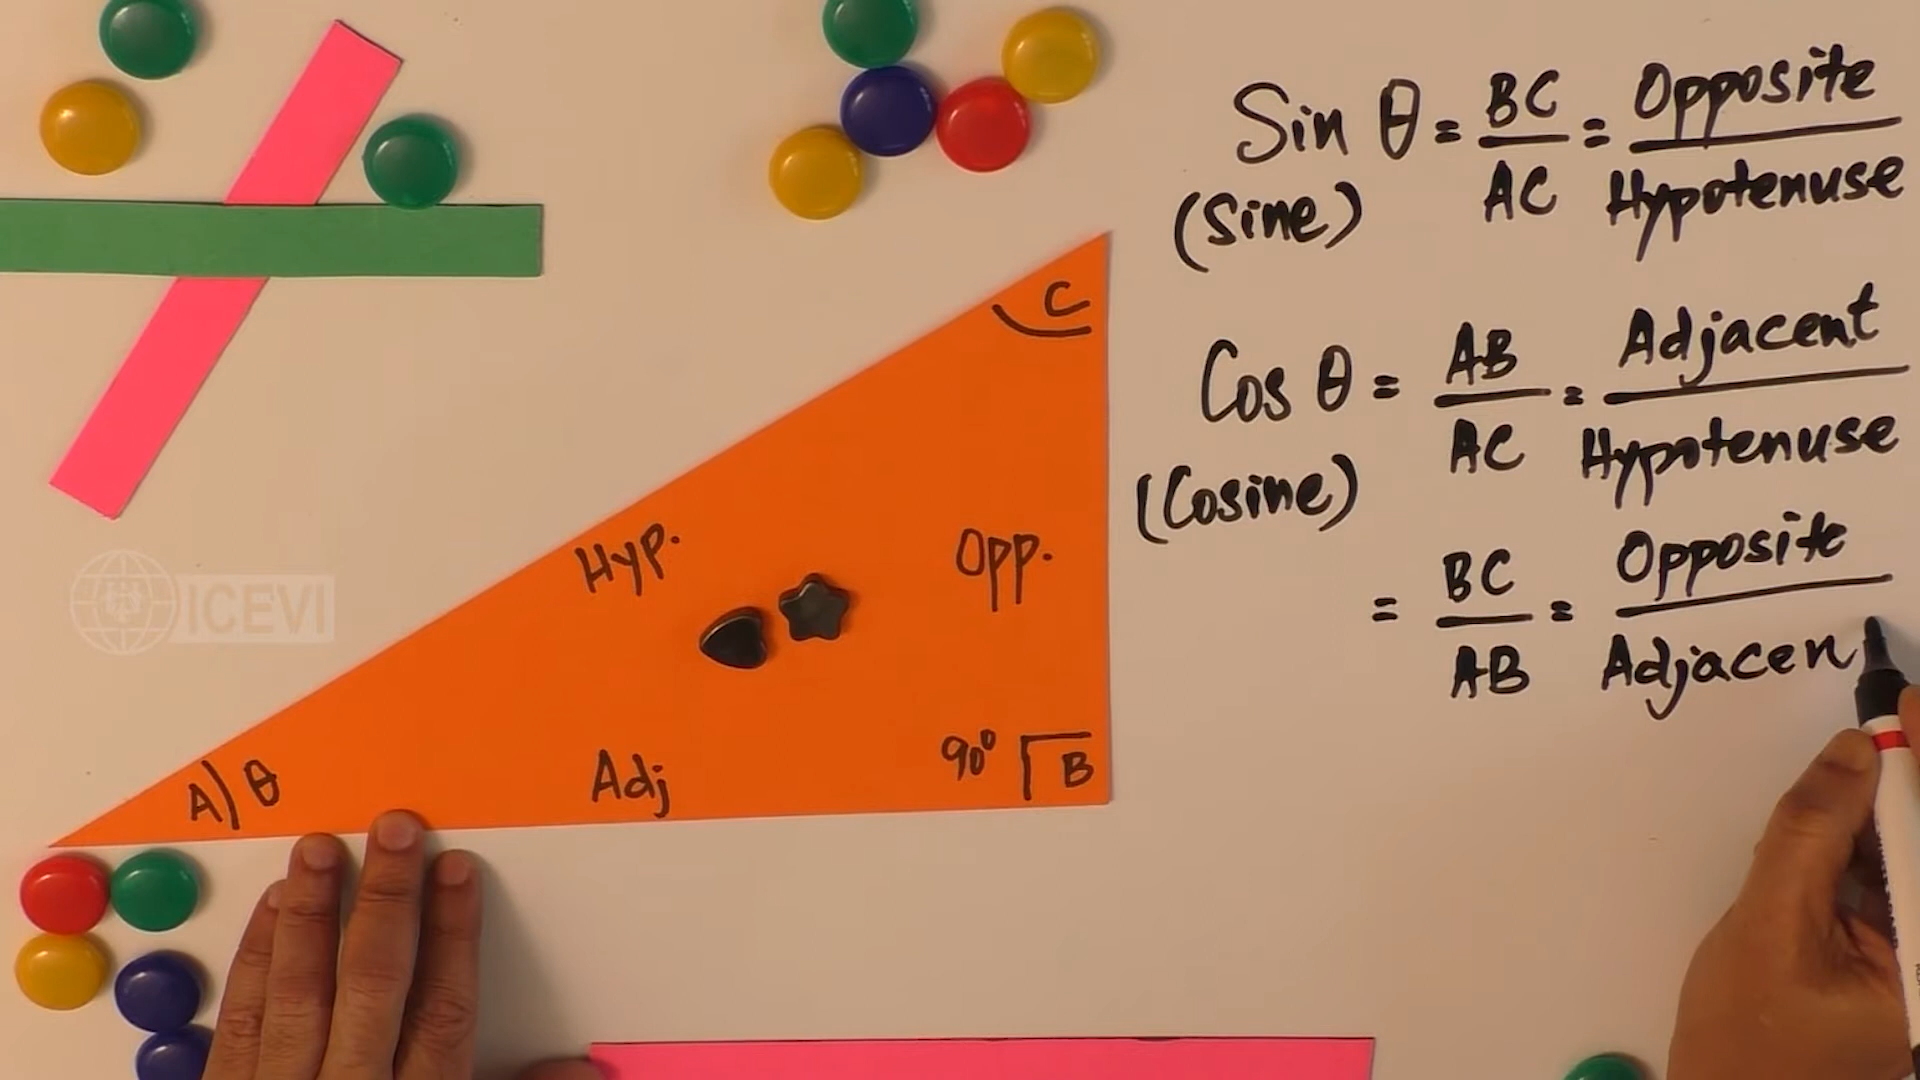 Sin θ = BC/AC = Opposite/Hypotenuse
(Sine)
Cos θ = AB/AC = Adjacent/Hypotenuse
(Cosine)
= BC/AB = Opposite/Adjacen
C
Hyp.
Opp.
A) θ
Adj
90° B
ICEVI